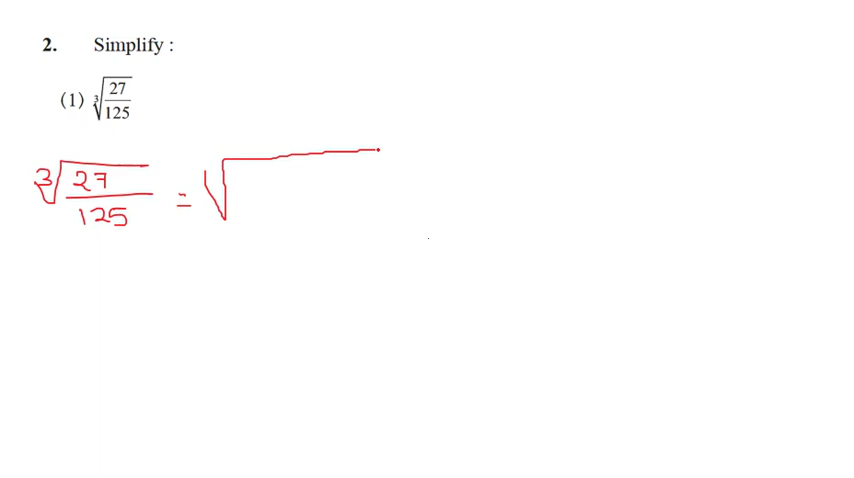 2. Simplify :
(1) ∛(27/125)
∛(27/125) = √